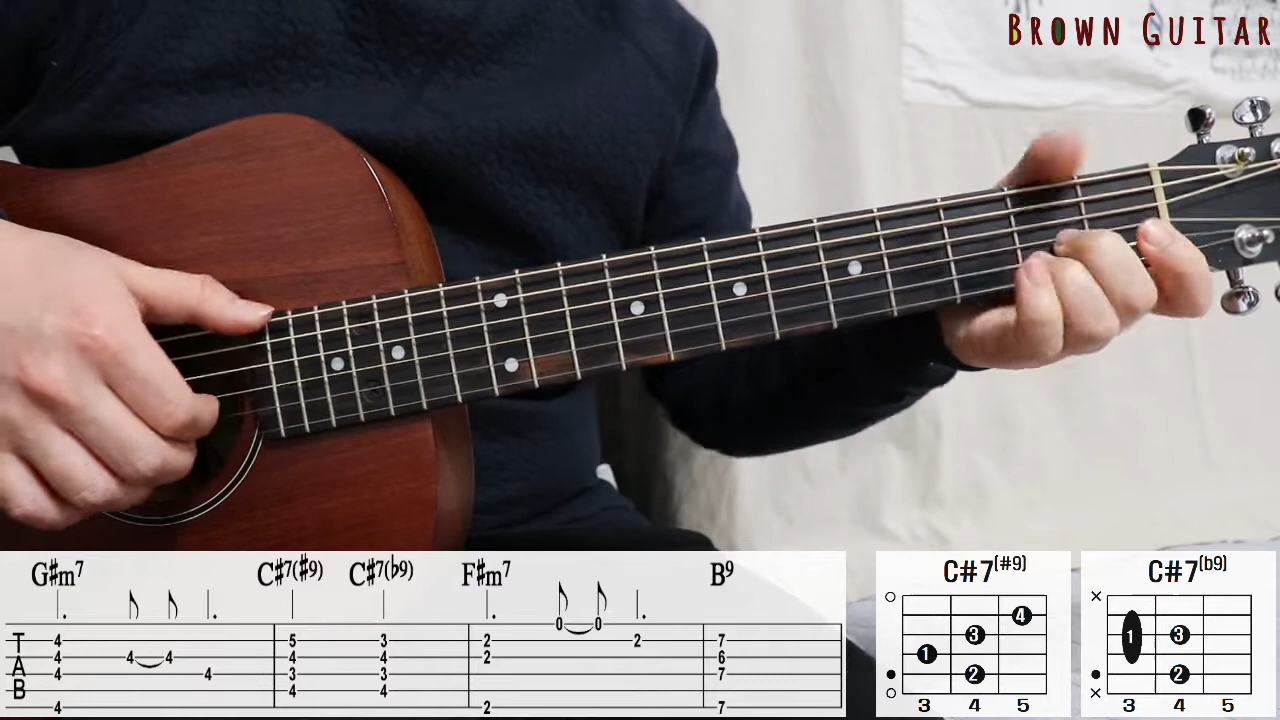 BROWN GUITAR
G#m7 C#7(#9) C#7(b9) F#m7 B9
T
A
B
4 4 4 4 4 4 4
5 4 3 4 3 4 3 4
2 2 2 0 0 2
7 6 7 7
C#7(#9)
1 2 3 4
3 4 5
C#7(b9)
1 2 3
3 4 5